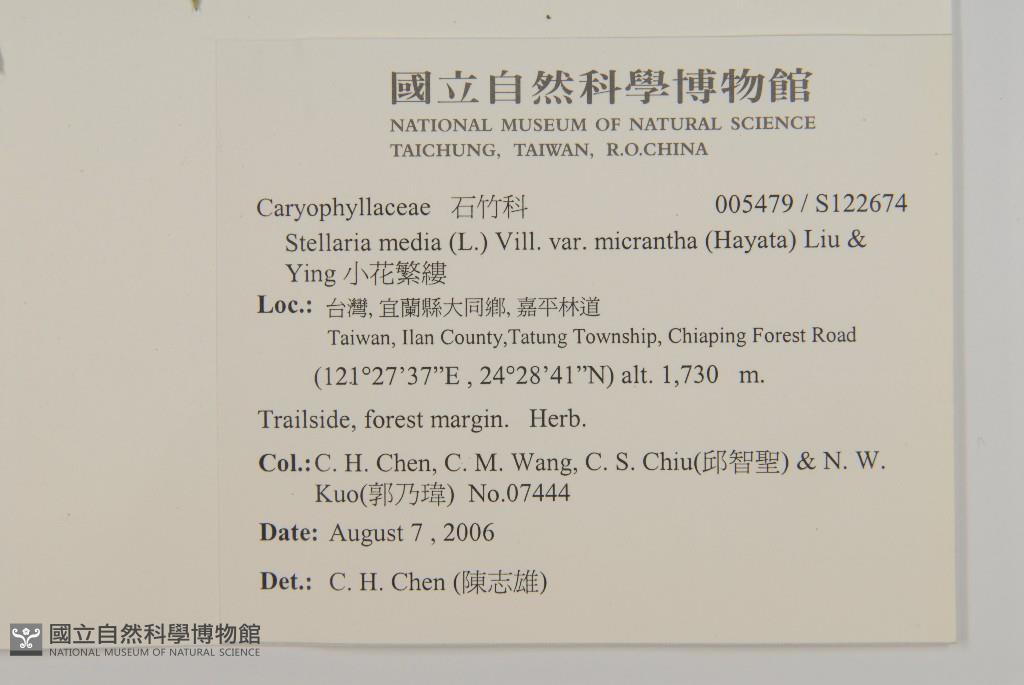 國立自然科學博物館
NATIONAL MUSEUM OF NATURAL SCIENCE
TAICHUNG, TAIWAN, R.O.CHINA
Caryophyllaceae 石竹科 005479 / S122674
Stellaria media (L.) Vill. var. micrantha (Hayata) Liu &
Ying 小花繁縷
Loc.: 台灣, 宜蘭縣大同鄉, 嘉平林道
Taiwan, Ilan County,Tatung Township, Chiaping Forest Road
(121°27’37”E , 24°28’41”N) alt. 1,730 m.
Trailside, forest margin. Herb.
Col.: C. H. Chen, C. M. Wang, C. S. Chiu(邱智聖) & N. W.
Kuo(郭乃瑋) No.07444
Date: August 7 , 2006
Det.: C. H. Chen (陳志雄)
國立自然科學博物館
NATIONAL MUSEUM OF NATURAL SCIENCE